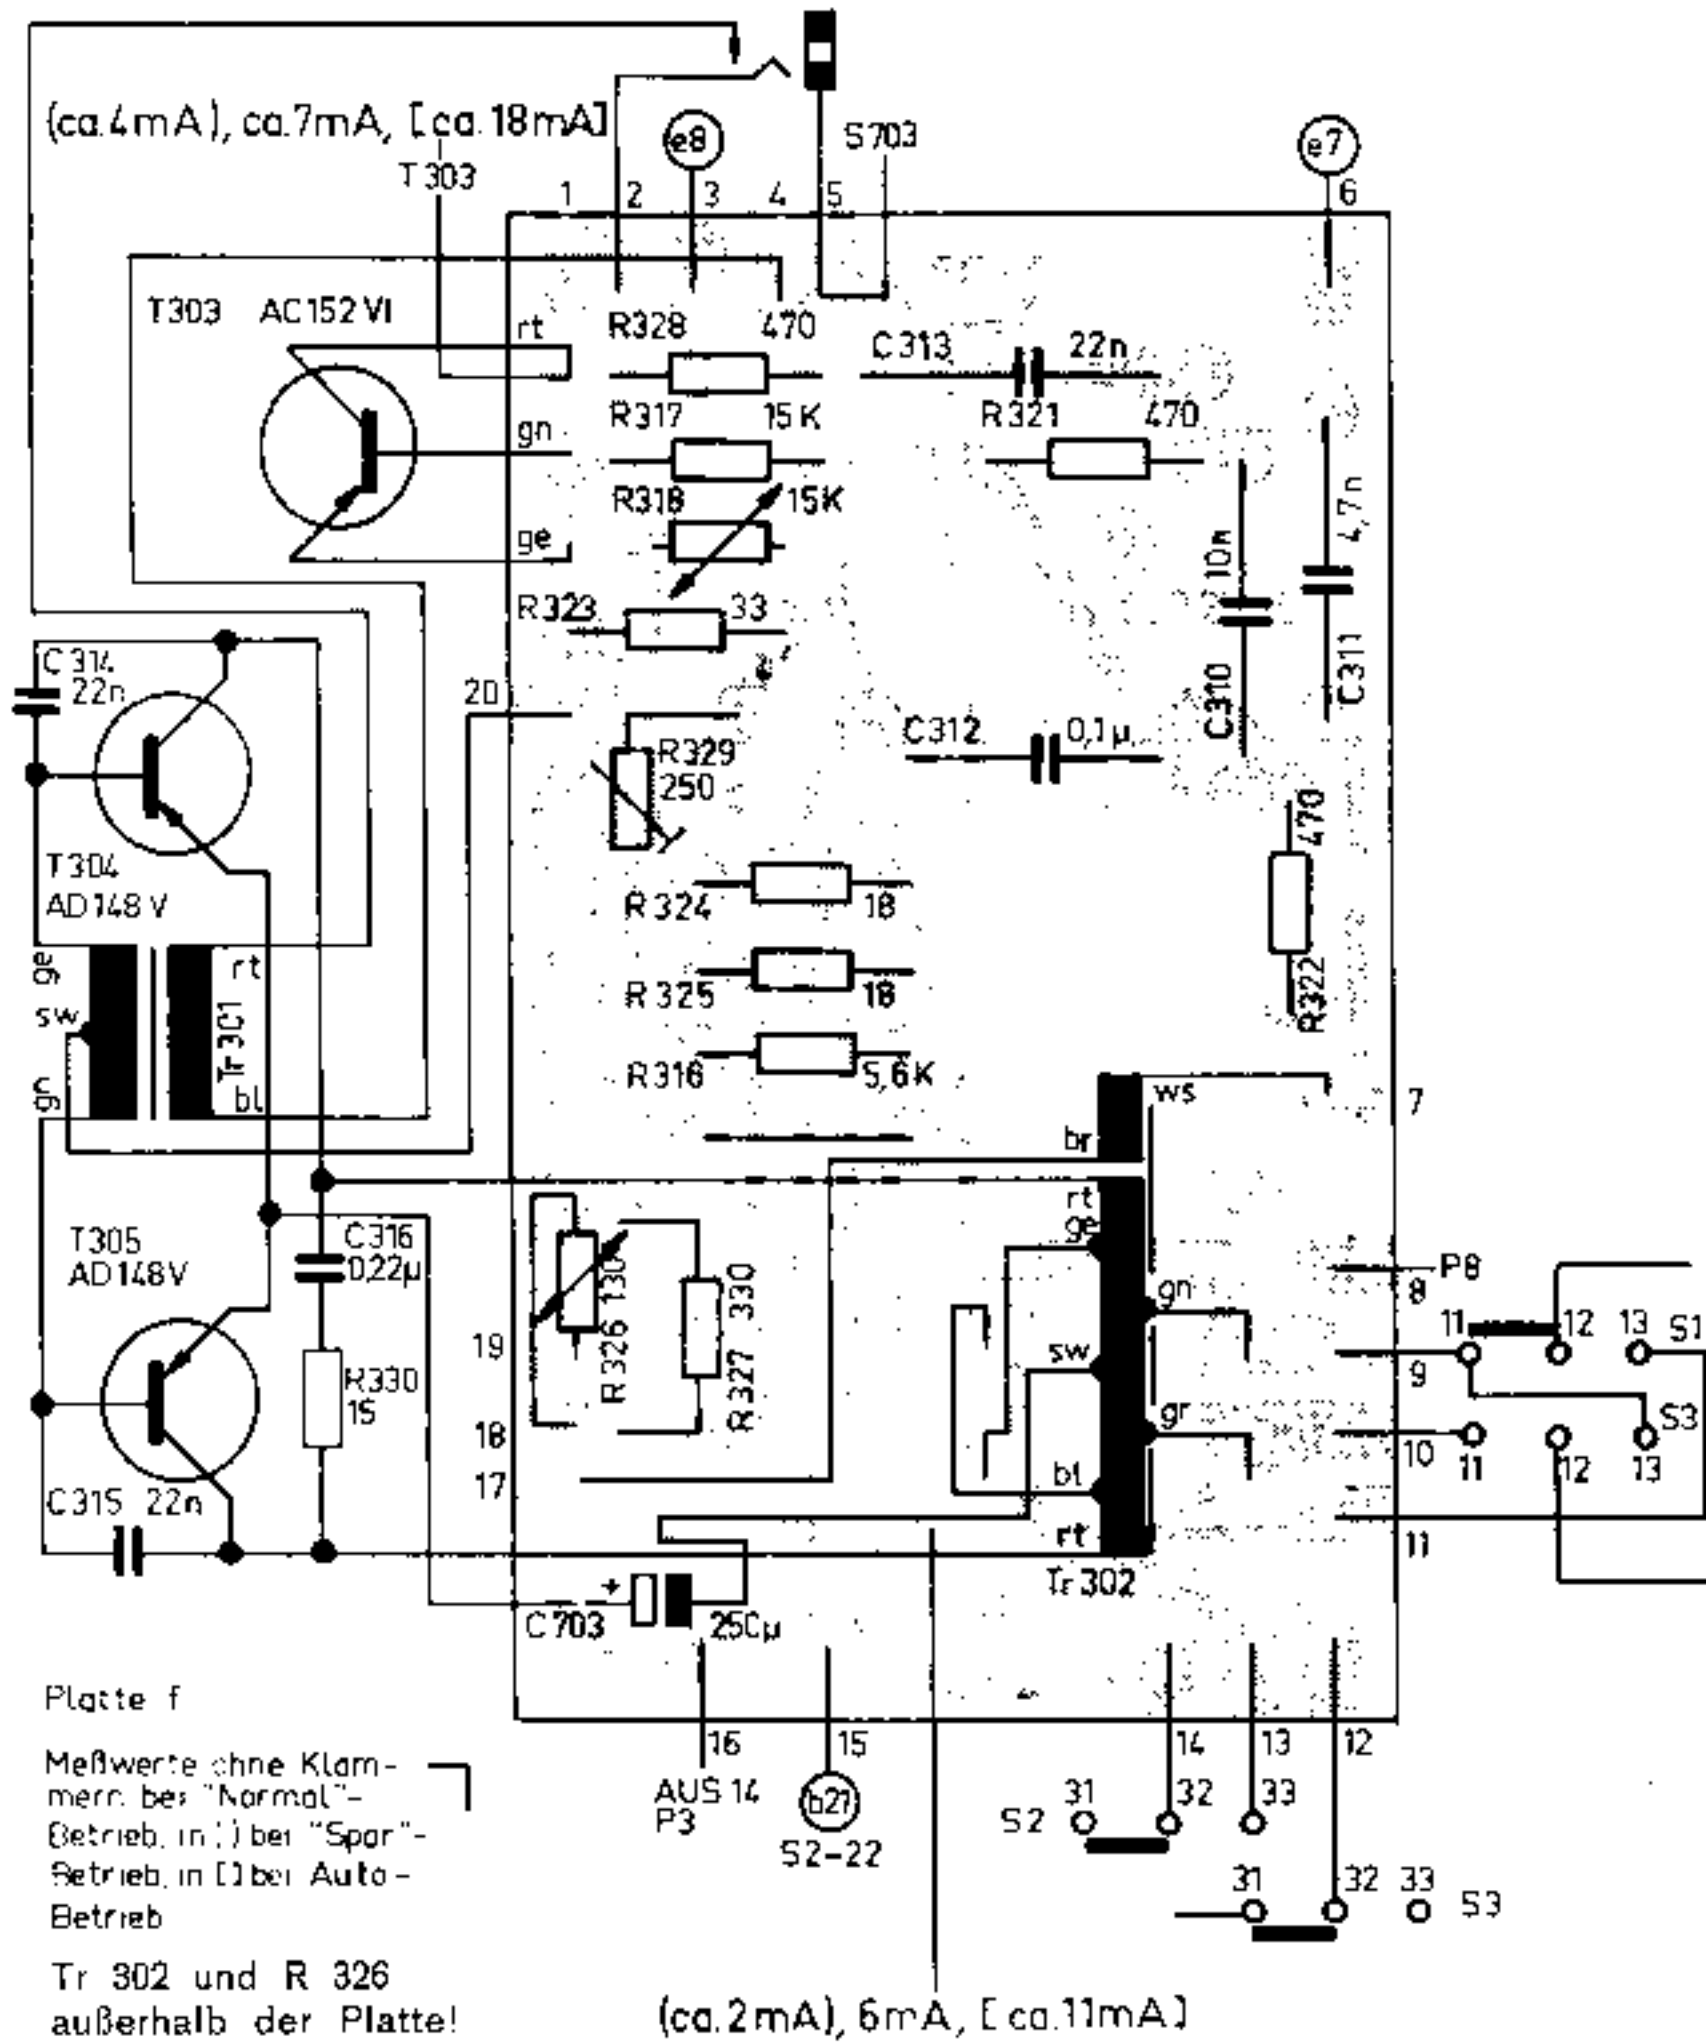 (ca.4mA), ca.7mA, [ca.18mA]
T303
e8
S703
e7
1 2 3 4 5 6
T303 AC152 VI
rt
R328 470
C313 22n
R317 15K
R321 470
gn
R318 15K
ge
R323 33
10n
4,7n
C310
C311
C314
22n
20
R329
250
C312 0,1µ
T304
AD148 V
R324 18
470
R322
ge
rt
R325 18
sw
Tr301
gn
bl
R316 5,6K
ws
7
br
rt
ge
T305
AD148V
C316
0,22µ
R326 130
R327 330
gn
P8
8
11 12 13 S1
19
sw
9
R330
15
18
gr
10
S3
11 12 13
17
bl
C315 22n
rt
11
Tr302
C703
+
250µ
Platte f
16 15 14 13 12
Meßwerte ohne Klam-
mern bei "Normal"-
Betrieb, in () bei "Spar"-
Betrieb, in [] bei Auto-
Betrieb
AUS 14
P3
b27
S2-22
S2 31 32 33
31 32 33 S3
Tr 302 und R 326
außerhalb der Platte!
(ca.2mA), 6mA, [ca.11mA]